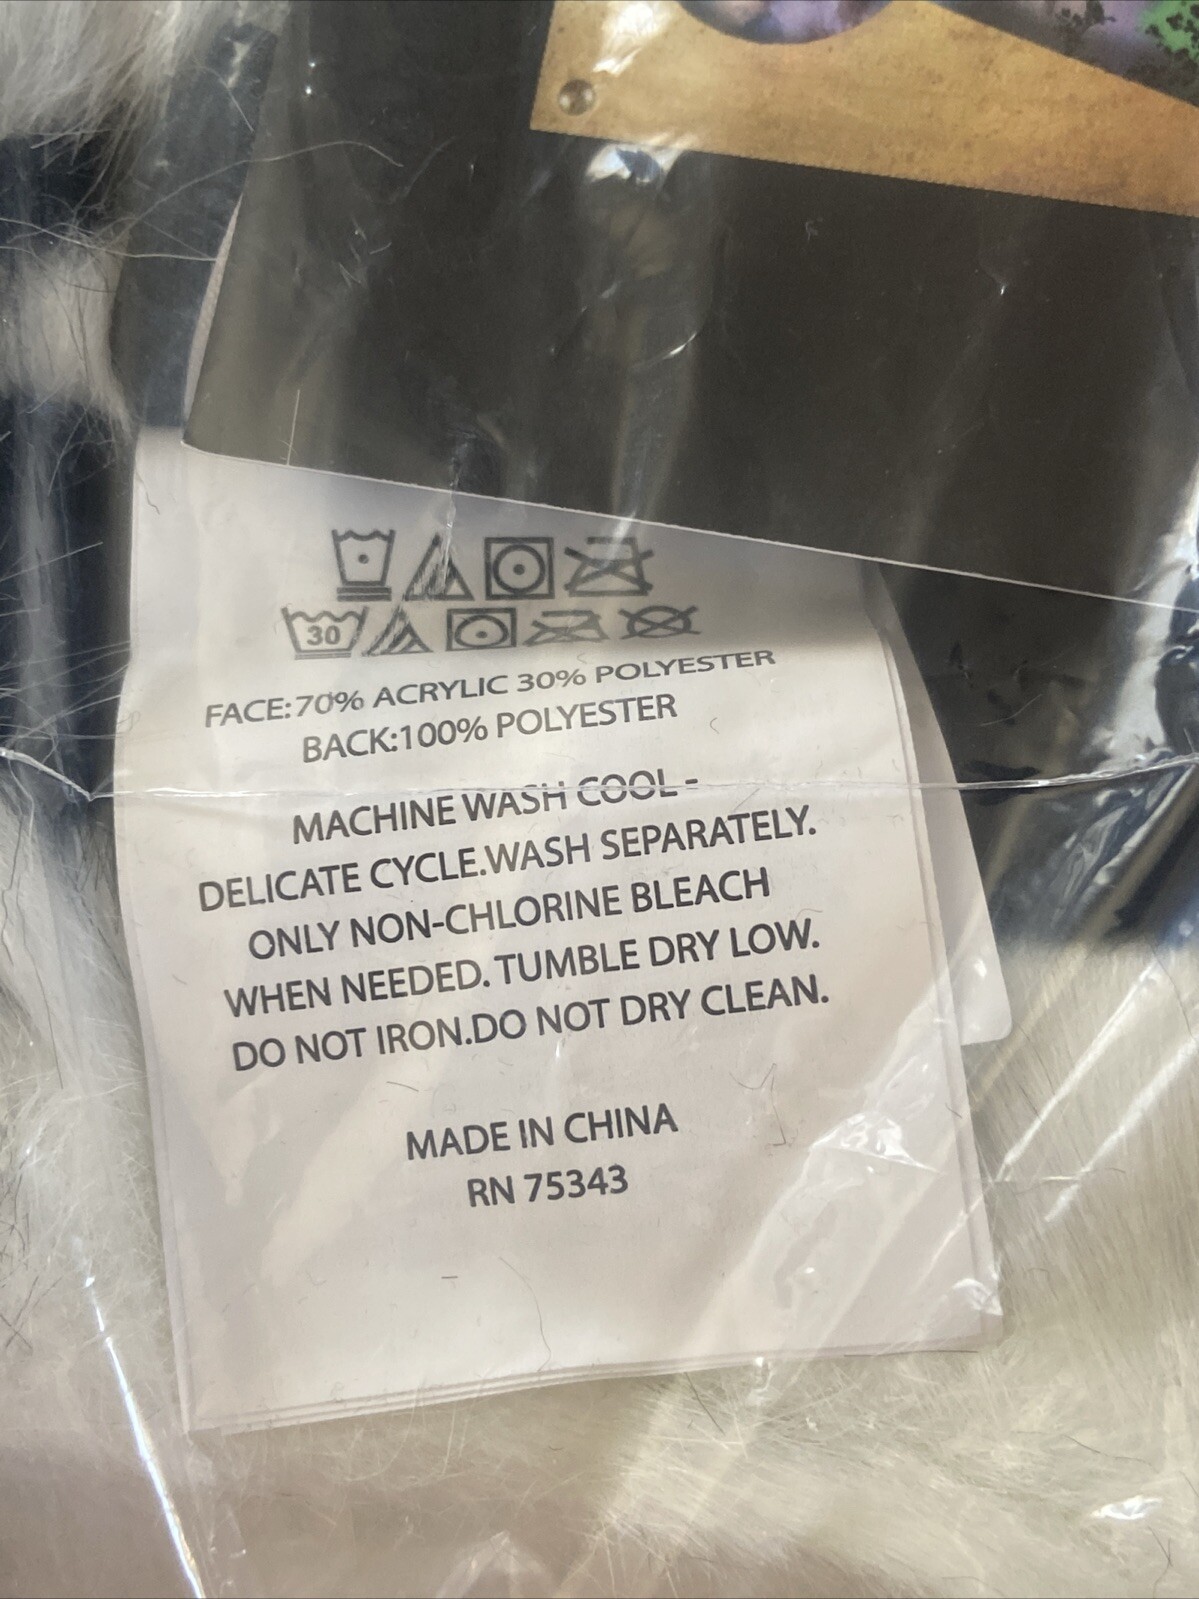 30
FACE:70% ACRYLIC 30% POLYESTER
BACK:100% POLYESTER
MACHINE WASH COOL -
DELICATE CYCLE.WASH SEPARATELY.
ONLY NON-CHLORINE BLEACH
WHEN NEEDED. TUMBLE DRY LOW.
DO NOT IRON.DO NOT DRY CLEAN.
MADE IN CHINA
RN 75343